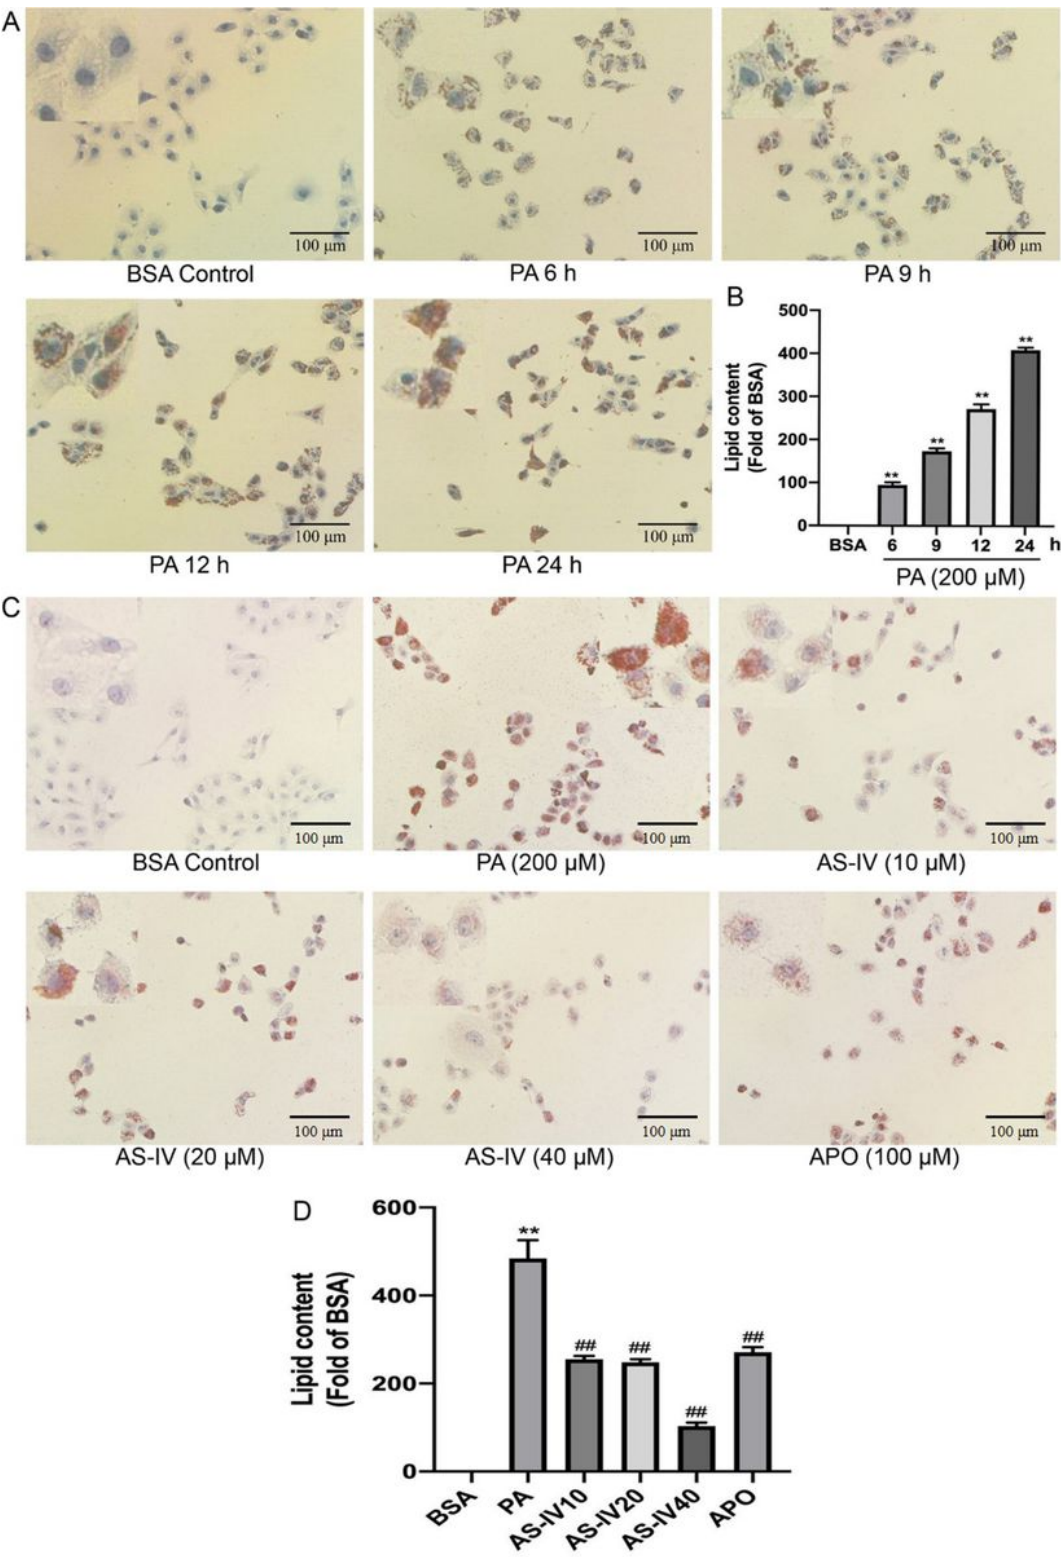 A
100 μm
100 μm
100 μm
BSA Control
PA 6 h
PA 9 h
100 μm
100 μm
PA 12 h
PA 24 h
B
Lipid content
(Fold of BSA)
500
400
300
200
100
0
**
**
**
**
BSA
6
9
12
24
h
PA (200 μM)
C
100 μm
100 μm
100 μm
BSA Control
PA (200 μM)
AS-IV (10 μM)
100 μm
100 μm
100 μm
AS-IV (20 μM)
AS-IV (40 μM)
APO (100 μM)
D
Lipid content
(Fold of BSA)
600
400
200
0
**
##
##
##
##
BSA
PA
AS-IV10
AS-IV20
AS-IV40
APO